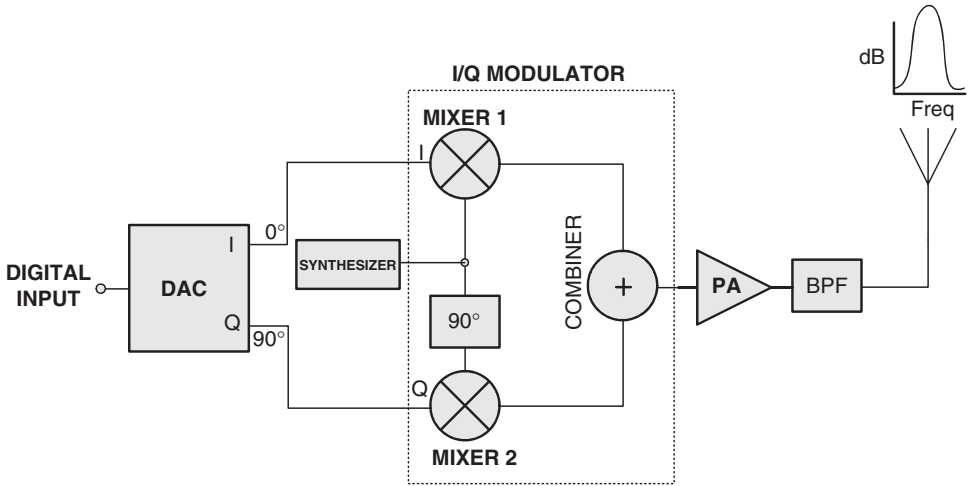 dB
Freq
I/Q MODULATOR
MIXER 1
I
0°
I
SYNTHESIZER
DIGITAL
INPUT
DAC
COMBINER
+
PA
BPF
90°
Q
90°
Q
MIXER 2